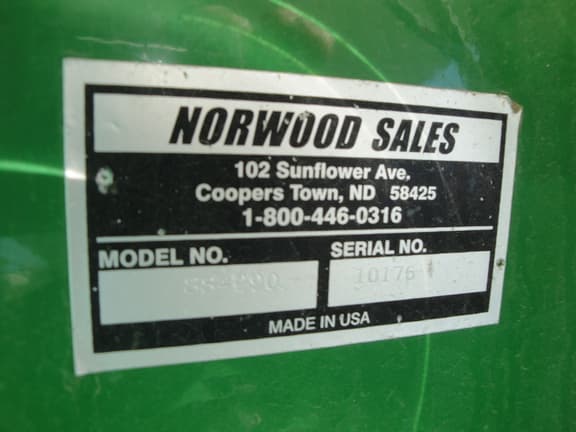 NORWOOD SALES
102 Sunflower Ave,
Coopers Town, ND 58425
1-800-446-0316
MODEL NO.
SERIAL NO.
10176
MADE IN USA